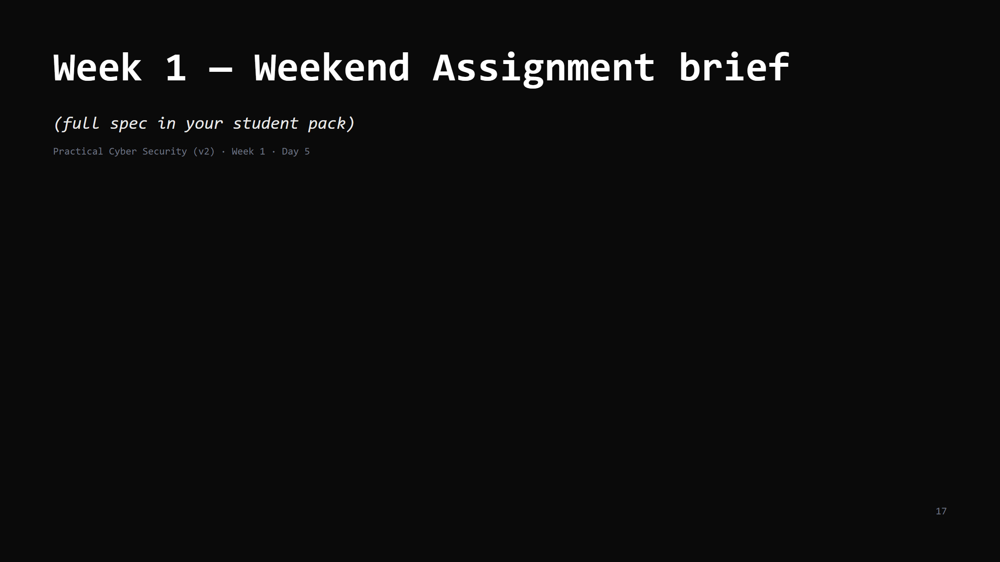 Week 1 — Weekend Assignment brief
(full spec in your student pack)
Practical Cyber Security (v2) · Week 1 · Day 5
17